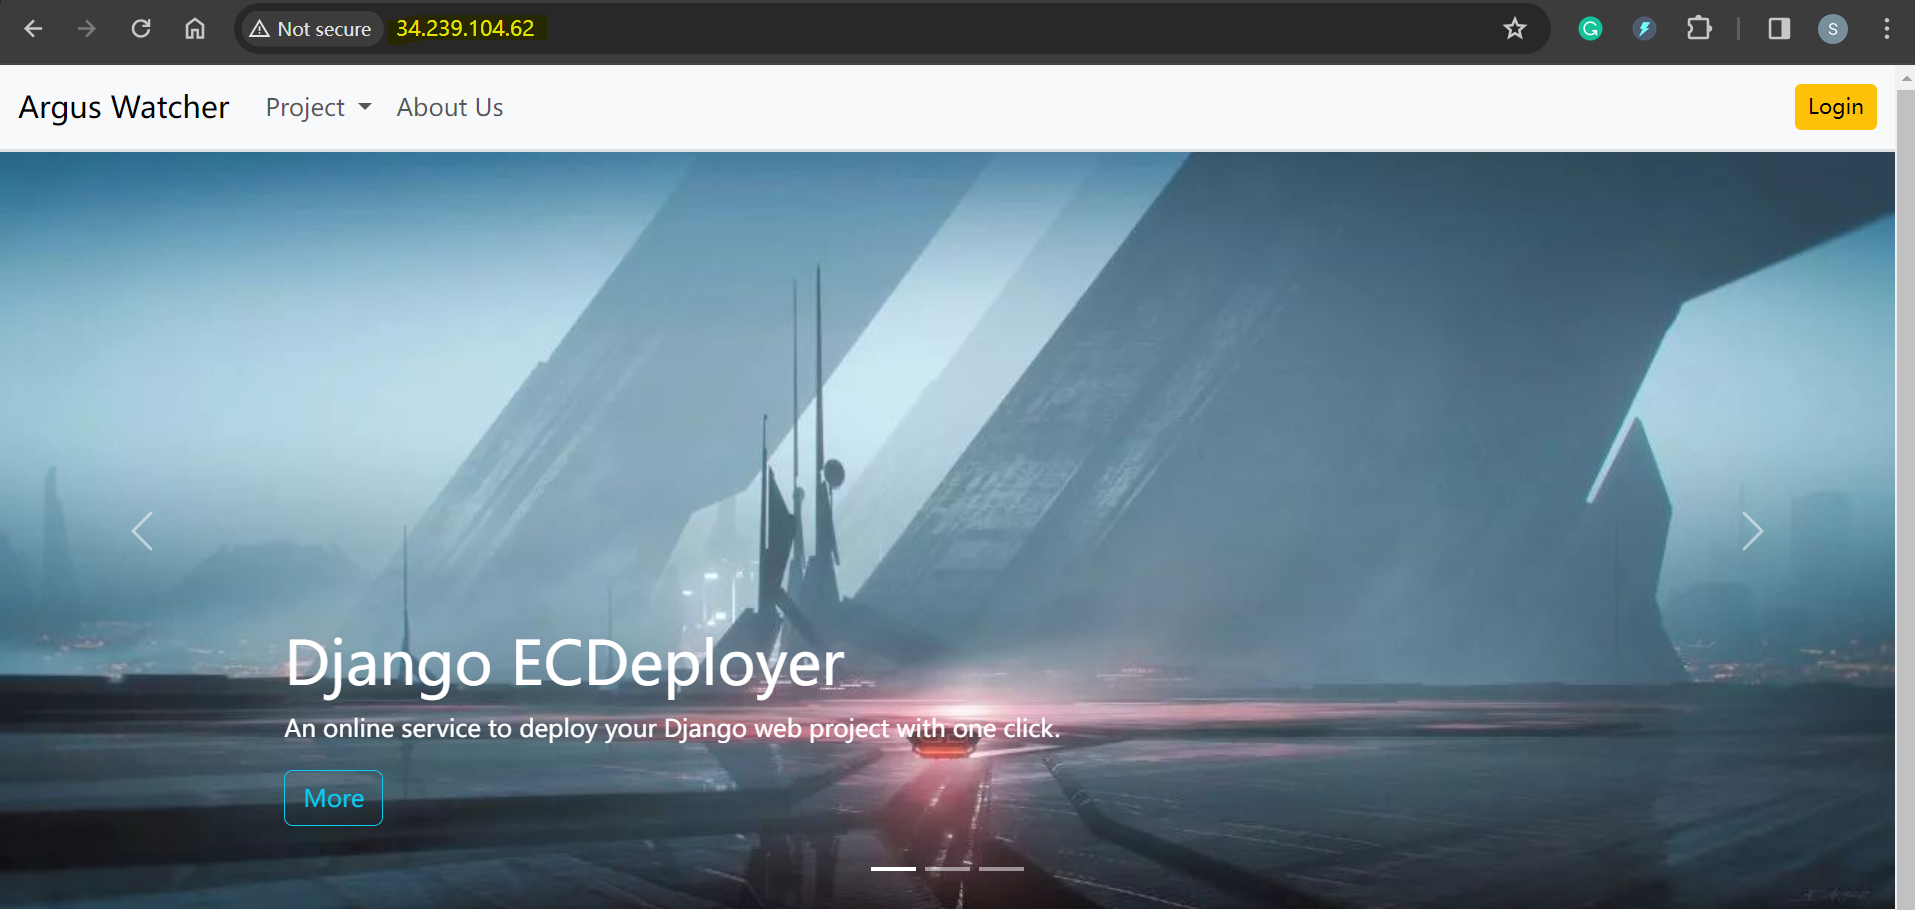 Not secure 34.239.104.62
S
Argus Watcher Project About Us Login
Django ECDeployer
An online service to deploy your Django web project with one click.
More